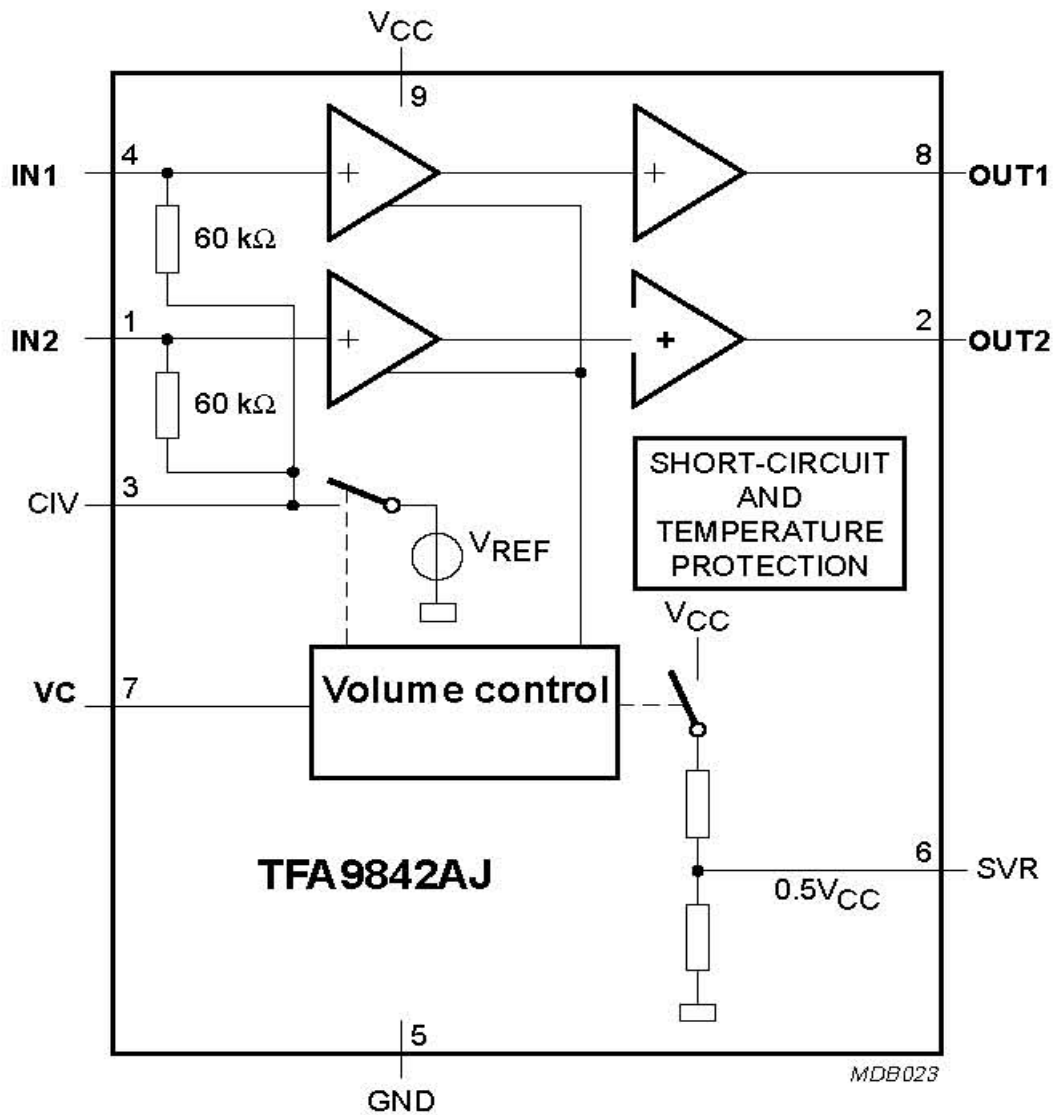 VCC
9
IN1
4
8
OUT1
60 kΩ
IN2
1
2
OUT2
60 kΩ
CIV
3
VREF
SHORT-CIRCUIT
AND
TEMPERATURE
PROTECTION
VCC
VC
7
Volume control
TFA9842AJ
6
SVR
0.5VCC
5
GND
MDB023
+
+
+
+